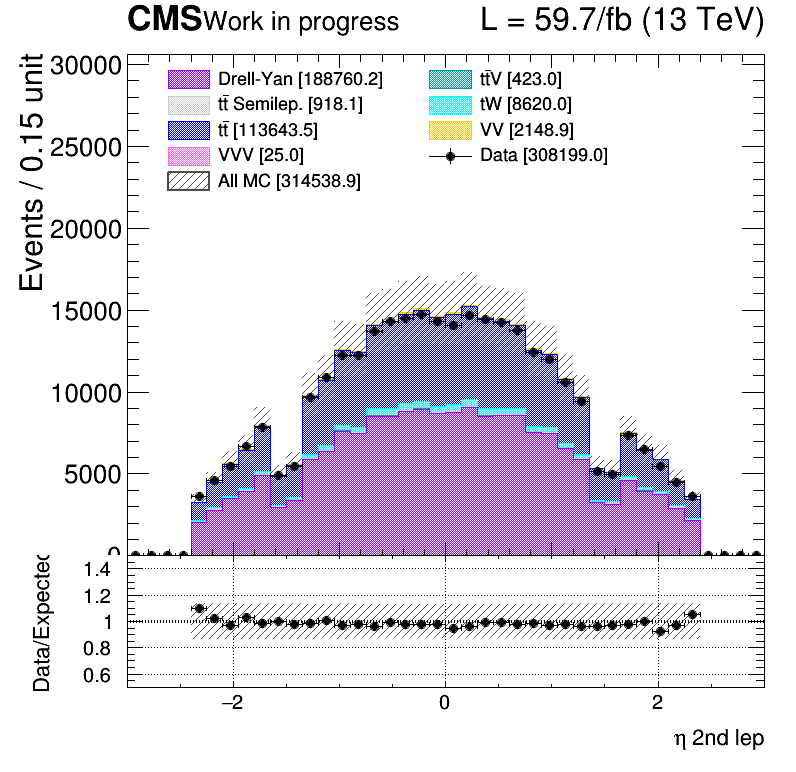 CMS Work in progress L = 59.7/fb (13 TeV)
Events / 0.15 unit
30000
25000
20000
15000
10000
5000
0
Drell-Yan [188760.2]
tt̄ Semilep. [918.1]
tt̄ [113643.5]
VVV [25.0]
All MC [314538.9]
tt̄V [423.0]
tW [8620.0]
VV [2148.9]
Data [308199.0]
Data/Expected
1.4
1.2
1
0.8
0.6
−2 0 2
η 2nd lep